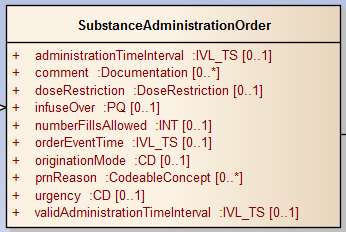 SubstanceAdministrationOrder
+ administrationTimeInterval :IVL_TS [0..1]
+ comment :Documentation [0..*]
+ doseRestriction :DoseRestriction [0..1]
+ infuseOver :PQ [0..1]
+ numberFillsAllowed :INT [0..1]
+ orderEventTime :IVL_TS [0..1]
+ originationMode :CD [0..1]
+ prnReason :CodeableConcept [0..*]
+ urgency :CD [0..1]
+ validAdministrationTimeInterval :IVL_TS [0..1]